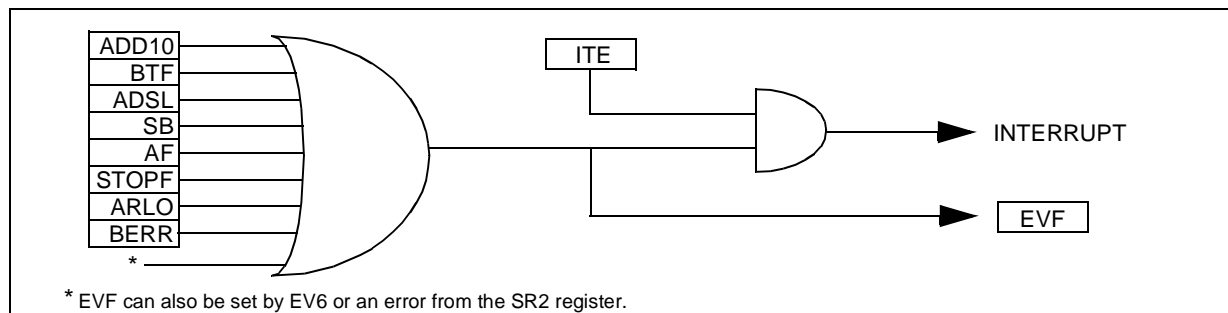 ADD10
BTF
ADSL
SB
AF
STOPF
ARLO
BERR
*
ITE
INTERRUPT
EVF
* EVF can also be set by EV6 or an error from the SR2 register.